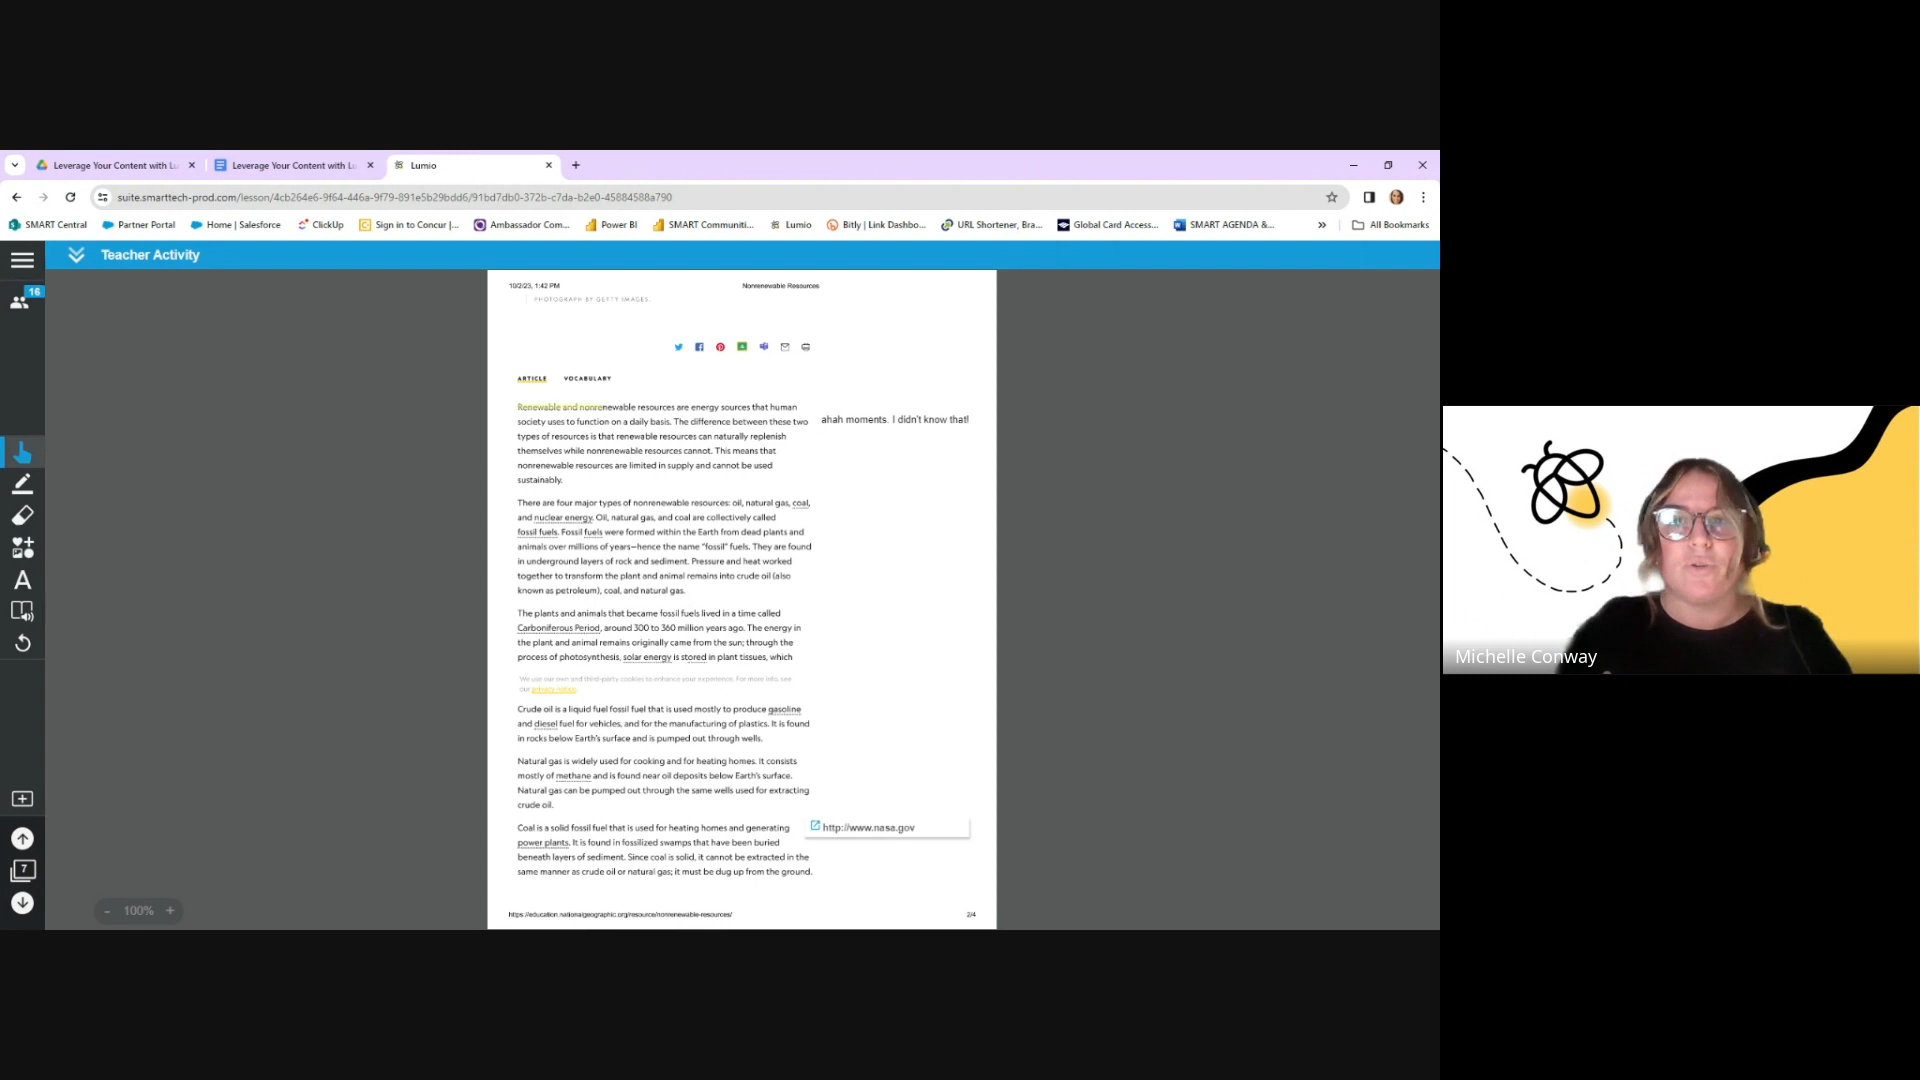 Leverage Your Content with Lu
Leverage Your Content with Lu
Lumio
suite.smarttech-prod.com/lesson/4cb264e6-9f64-446a-9f79-891e5b29bdd6/91bd7db0-372b-c7da-b2e0-45884588a790
SMART Central
Partner Portal
Home | Salesforce
ClickUp
Sign in to Concur |...
Ambassador Com...
Power BI
SMART Communiti...
Lumio
Bitly | Link Dashbo...
URL Shortener, Bra...
Global Card Access...
SMART AGENDA &...
»
All Bookmarks
Teacher Activity
16
10/2/23, 1:42 PM
Nonrenewable Resources
PHOTOGRAPH BY GETTY IMAGES.
ARTICLE
VOCABULARY
Renewable and nonrenewable resources are energy sources that human
society uses to function on a daily basis. The difference between these two
types of resources is that renewable resources can naturally replenish
themselves while nonrenewable resources cannot. This means that
nonrenewable resources are limited in supply and cannot be used
sustainably.
ahah moments. I didn't know that!
There are four major types of nonrenewable resources: oil, natural gas, coal,
and nuclear energy. Oil, natural gas, and coal are collectively called
fossil fuels. Fossil fuels were formed within the Earth from dead plants and
animals over millions of years—hence the name "fossil" fuels. They are found
in underground layers of rock and sediment. Pressure and heat worked
together to transform the plant and animal remains into crude oil (also
known as petroleum), coal, and natural gas.
The plants and animals that became fossil fuels lived in a time called
Carboniferous Period, around 300 to 360 million years ago. The energy in
the plant and animal remains originally came from the sun; through the
process of photosynthesis, solar energy is stored in plant tissues, which
We use our own and third-party cookies to enhance your experience. For more info, see
our privacy notice.
Crude oil is a liquid fuel fossil fuel that is used mostly to produce gasoline
and diesel fuel for vehicles, and for the manufacturing of plastics. It is found
in rocks below Earth's surface and is pumped out through wells.
Natural gas is widely used for cooking and for heating homes. It consists
mostly of methane and is found near oil deposits below Earth's surface.
Natural gas can be pumped out through the same wells used for extracting
crude oil.
Coal is a solid fossil fuel that is used for heating homes and generating
power plants. It is found in fossilized swamps that have been buried
beneath layers of sediment. Since coal is solid, it cannot be extracted in the
same manner as crude oil or natural gas; it must be dug up from the ground.
http://www.nasa.gov
https://education.nationalgeographic.org/resource/nonrenewable-resources/
2/4
A
7
- 100% +
Michelle Conway